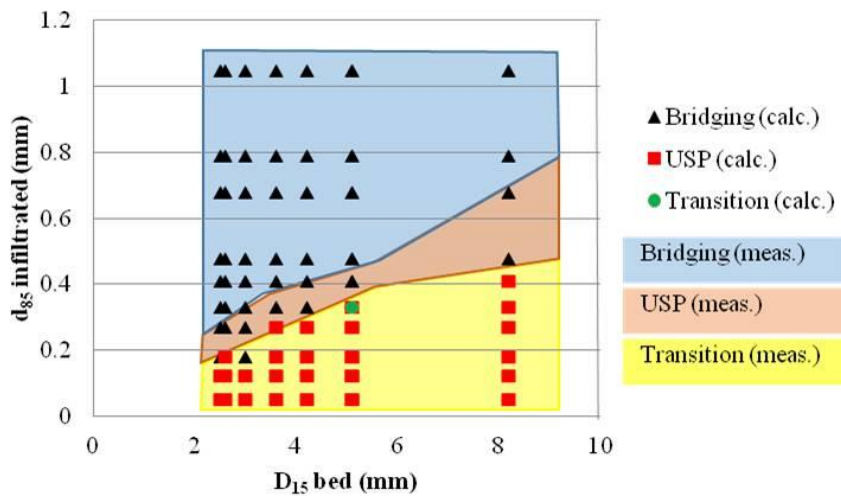 1.2
1
0.8
0.6
0.4
0.2
0
d85 infiltrated (mm)
0
2
4
6
8
10
D15 bed (mm)
Bridging (calc.)
USP (calc.)
Transition (calc.)
Bridging (meas.)
USP (meas.)
Transition (meas.)